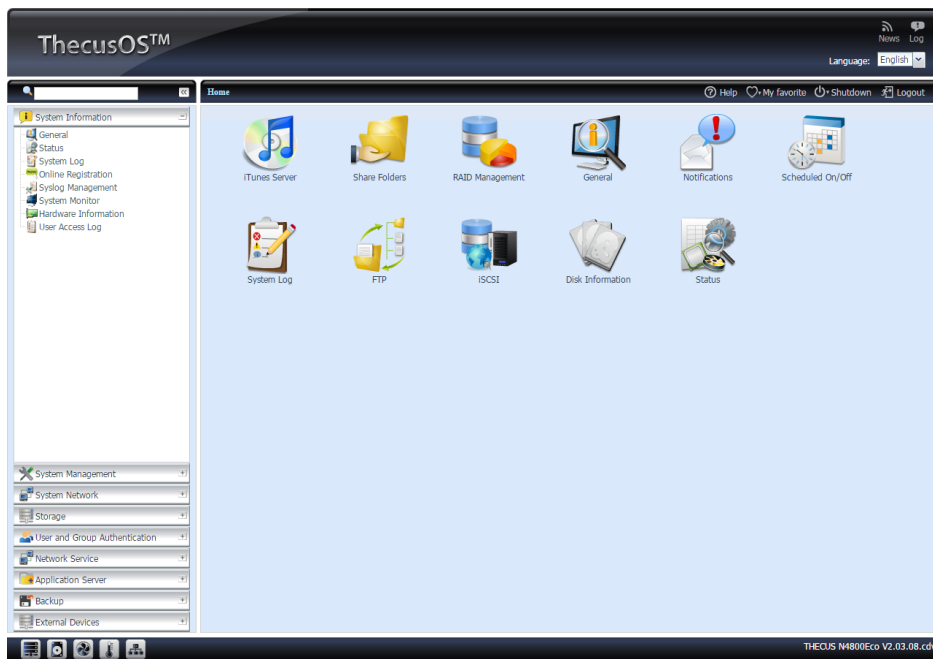 ThecusOS™
News Log
Language: English
Home
Help My favorite Shutdown Logout
System Information
General
Status
System Log
Online Registration
Syslog Management
System Monitor
Hardware Information
User Access Log
iTunes Server Share Folders RAID Management General Notifications Scheduled On/Off
System Log FTP iSCSI Disk Information Status
System Management
System Network
Storage
User and Group Authentication
Network Service
Application Server
Backup
External Devices
THECUS N4800Eco V2.03.08.cdv